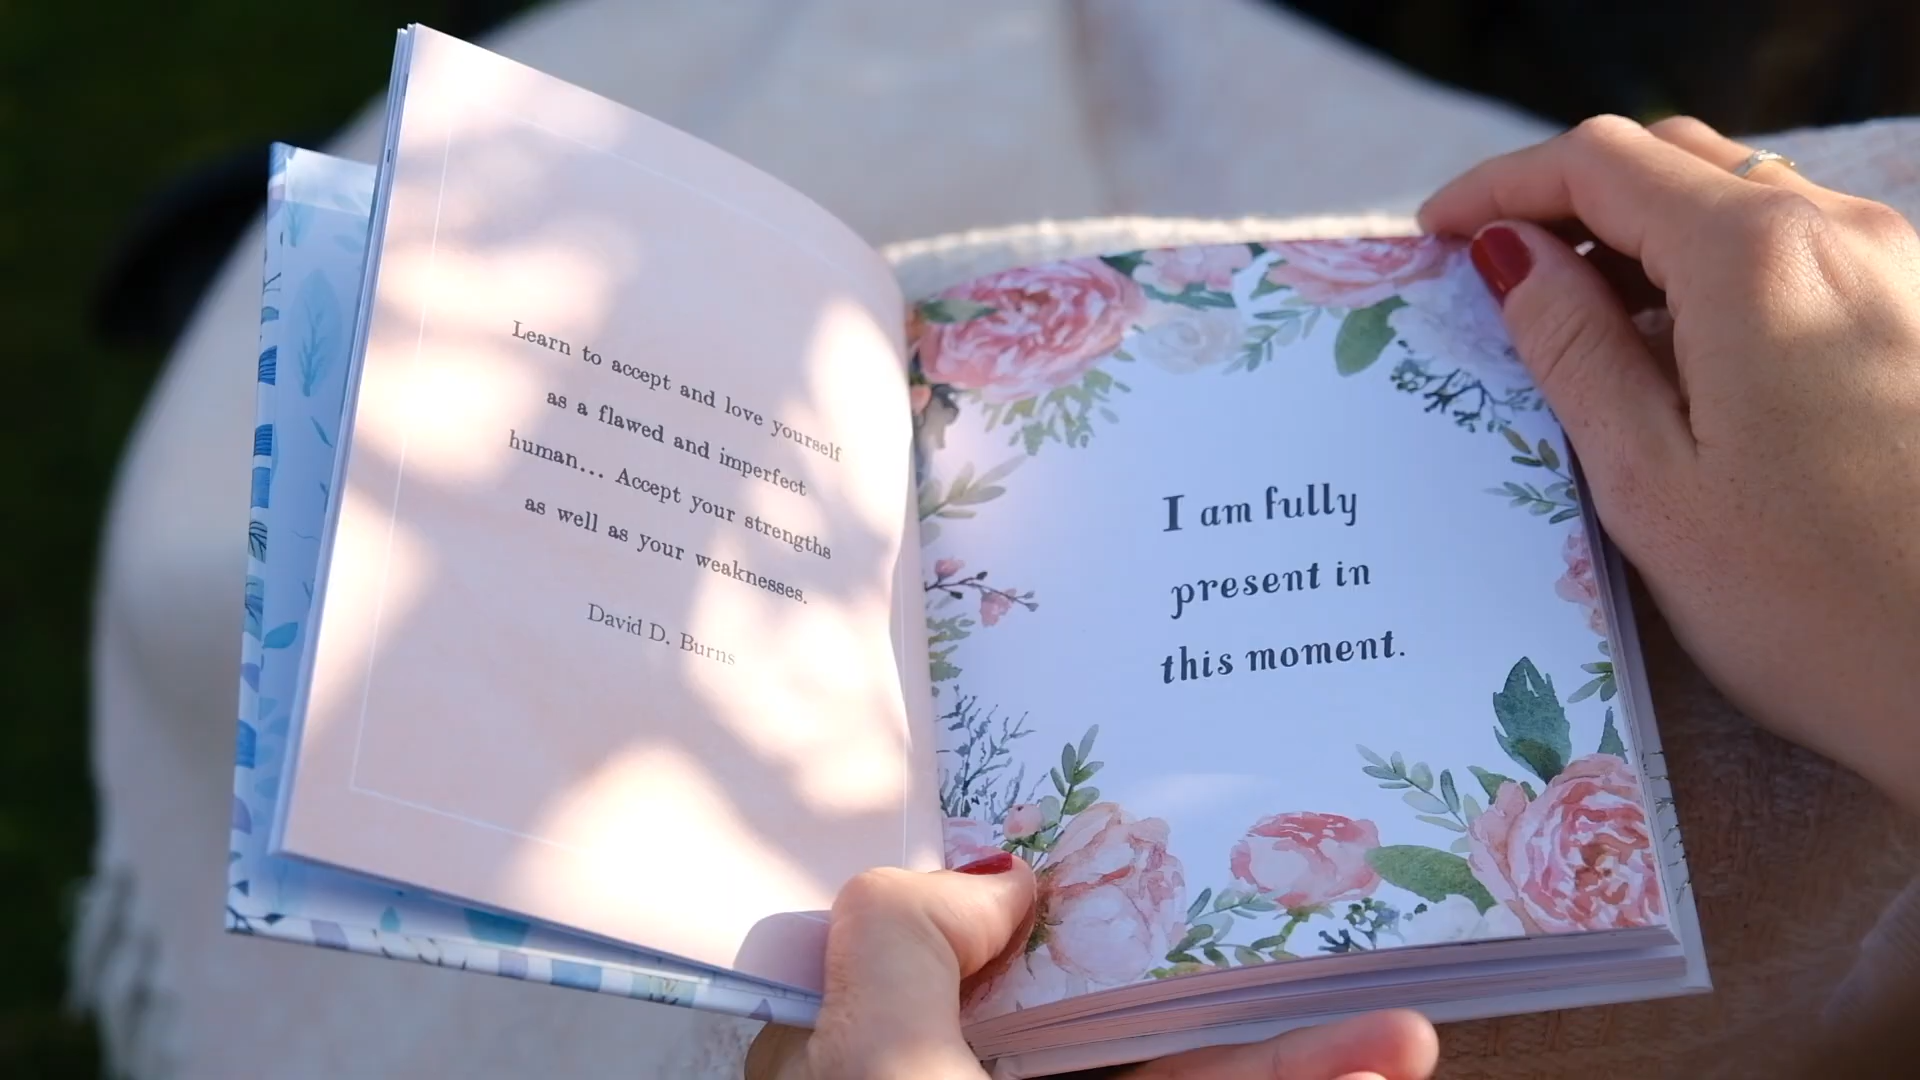 Learn to accept and love yourself
as a flawed and imperfect
human... Accept your strengths
as well as your weaknesses.
David D. Burns
I am fully
present in
this moment.